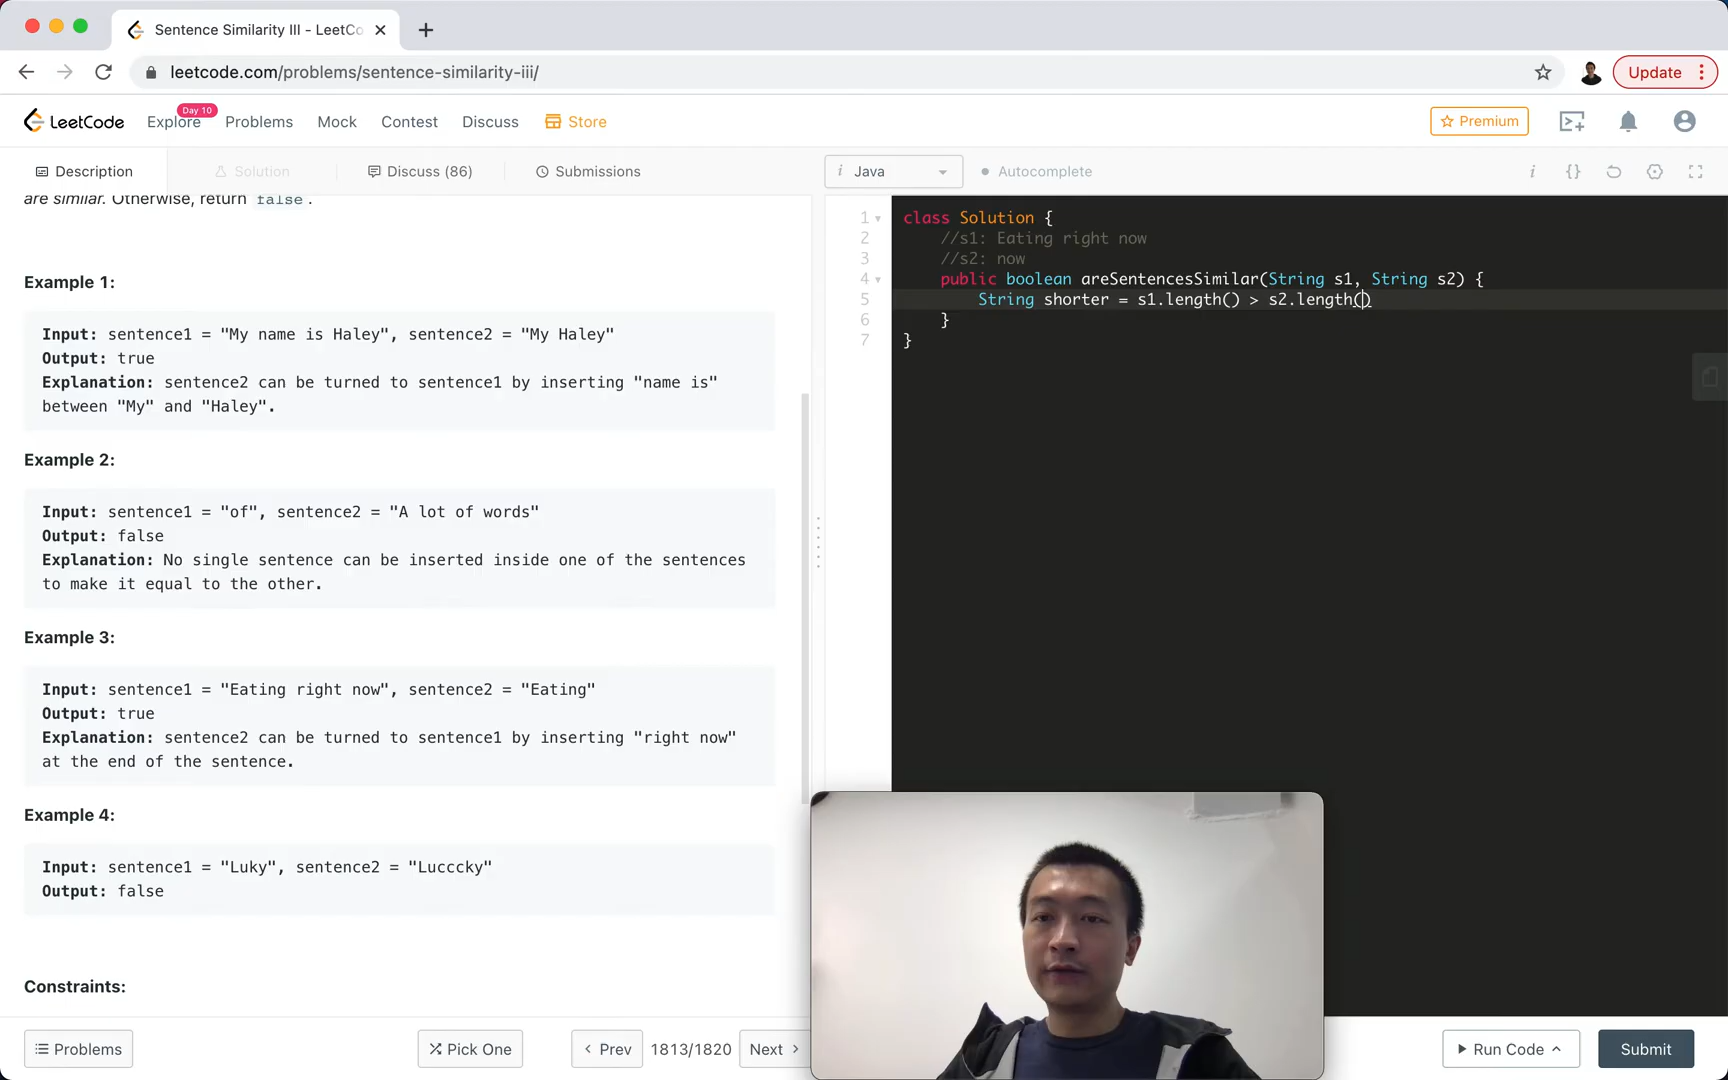 Sentence Similarity III - LeetCo
leetcode.com/problems/sentence-similarity-iii/
Update
LeetCode
Explore
Day 10
Problems
Mock
Contest
Discuss
Store
Premium
Description
Solution
Discuss (86)
Submissions
i Java
Autocomplete
are similar. Otherwise, return false.
Example 1:
Input: sentence1 = "My name is Haley", sentence2 = "My Haley"
Output: true
Explanation: sentence2 can be turned to sentence1 by inserting "name is"
between "My" and "Haley".
Example 2:
Input: sentence1 = "of", sentence2 = "A lot of words"
Output: false
Explanation: No single sentence can be inserted inside one of the sentences
to make it equal to the other.
Example 3:
Input: sentence1 = "Eating right now", sentence2 = "Eating"
Output: true
Explanation: sentence2 can be turned to sentence1 by inserting "right now"
at the end of the sentence.
Example 4:
Input: sentence1 = "Luky", sentence2 = "Lucccky"
Output: false
Constraints:
1 class Solution {
2 //s1: Eating right now
3 //s2: now
4 public boolean areSentencesSimilar(String s1, String s2) {
5 String shorter = s1.length() > s2.length()
6 }
7 }
Problems
Pick One
Prev
1813/1820
Next
Run Code
Submit